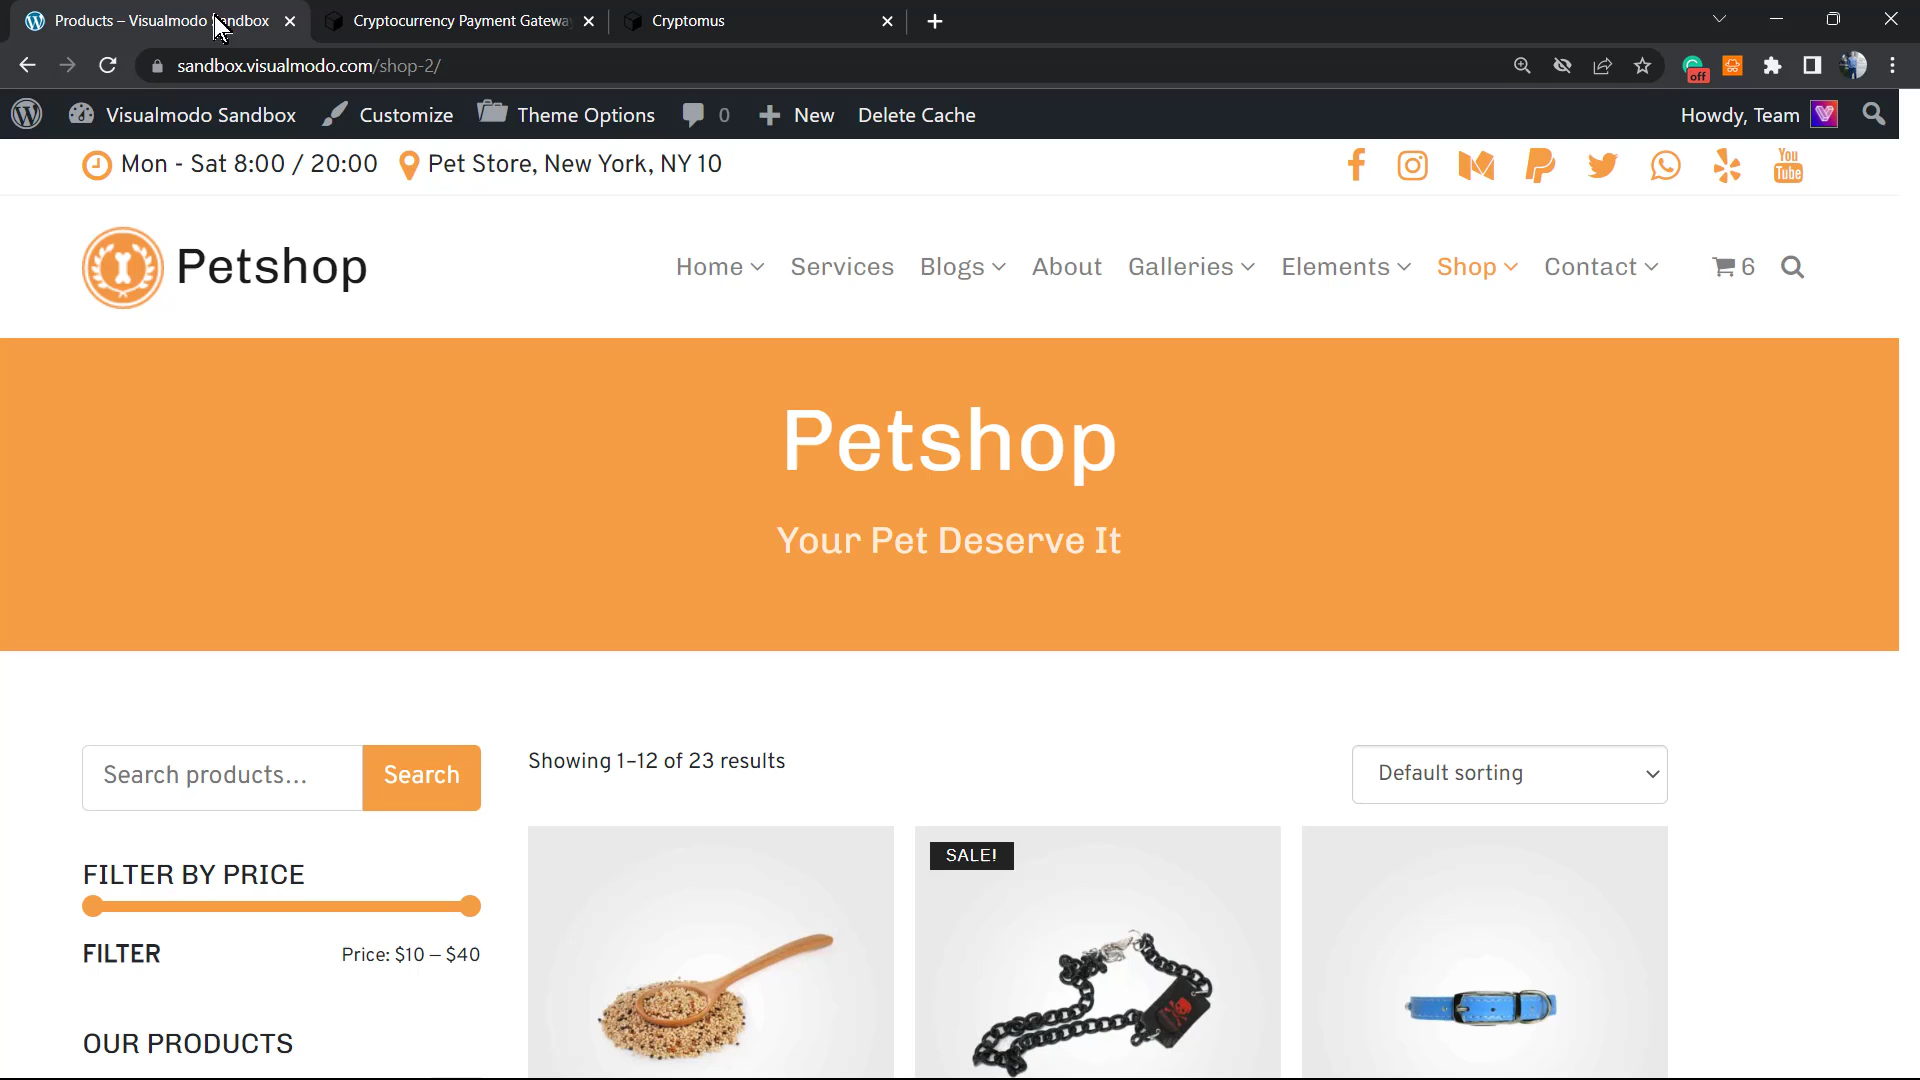 Products – Visualmodo Sandbox
Cryptocurrency Payment Gateway
Cryptomus
sandbox.visualmodo.com/shop-2/
off
Visualmodo Sandbox
Customize
Theme Options
0
New
Delete Cache
Howdy, Team
Mon - Sat 8:00 / 20:00
Pet Store, New York, NY 10
You
Tube
Petshop
Home
Services
Blogs
About
Galleries
Elements
Shop
Contact
6
Petshop
Your Pet Deserve It
Search products...
Search
Showing 1–12 of 23 results
Default sorting
FILTER BY PRICE
SALE!
FILTER
Price: $10 — $40
OUR PRODUCTS